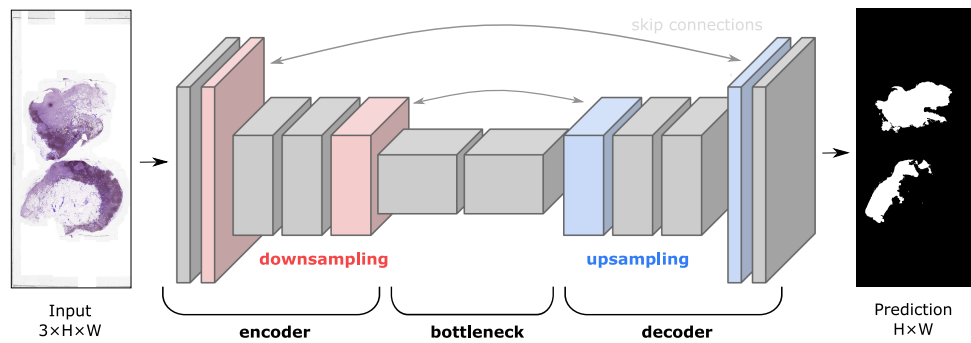 skip connections
downsampling
upsampling
Input
3×H×W
encoder
bottleneck
decoder
Prediction
H×W